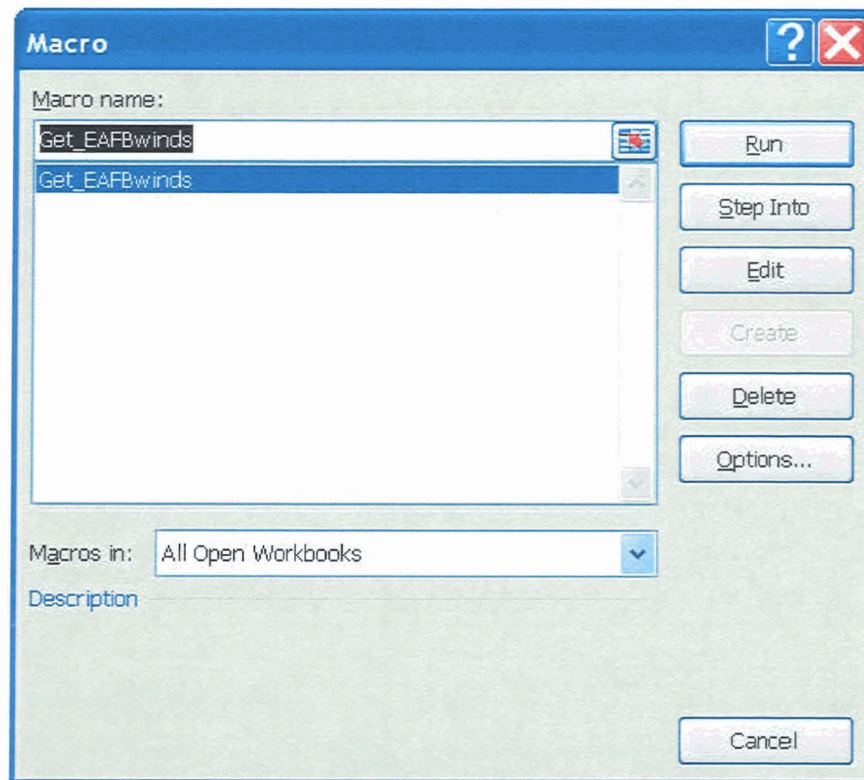 Macro
?
Macro name:
Get_EAFBwinds
Get_EAFBwinds
Run
Step Into
Edit
Create
Delete
Options...
Macros in: All Open Workbooks
Description
Cancel